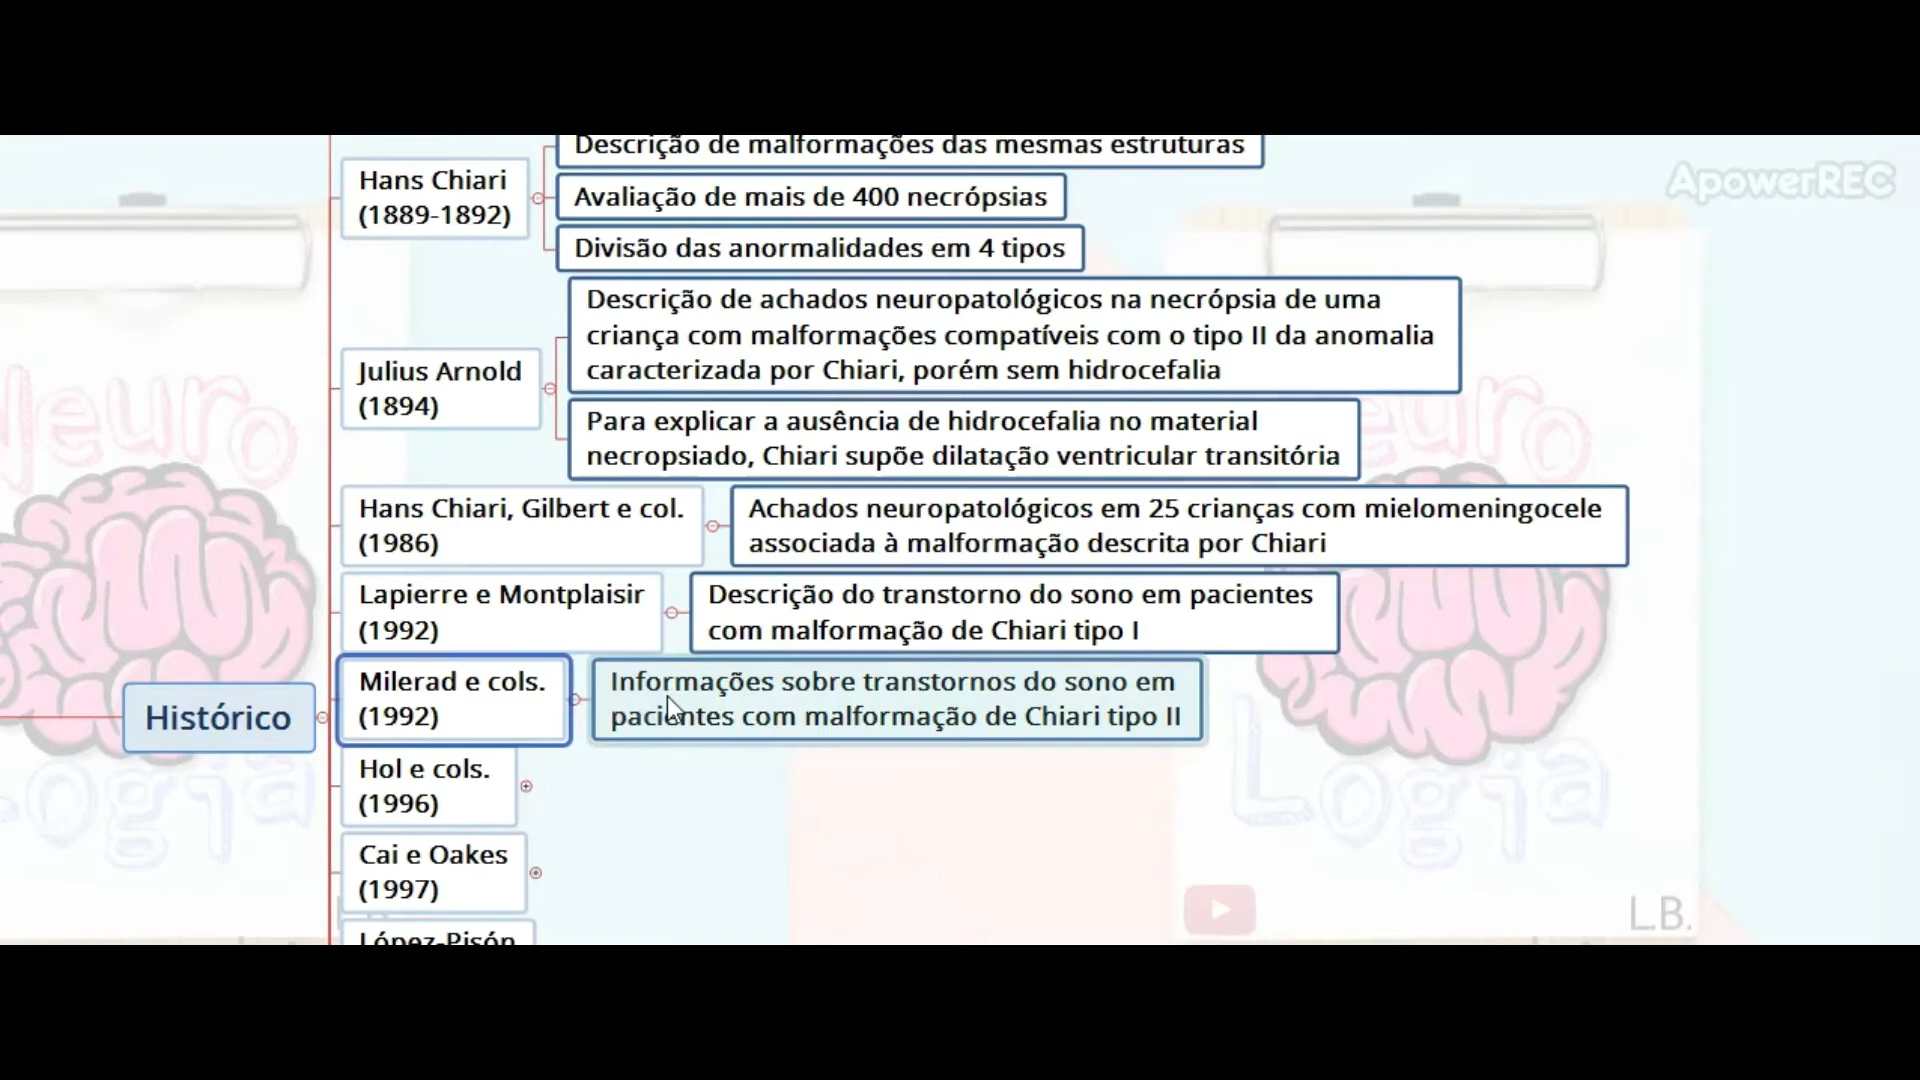 Descrição de malformações das mesmas estruturas
Hans Chiari
(1889-1892)
Avaliação de mais de 400 necrópsias
Divisão das anormalidades em 4 tipos
Descrição de achados neuropatológicos na necrópsia de uma
criança com malformações compatíveis com o tipo II da anomalia
caracterizada por Chiari, porém sem hidrocefalia
Julius Arnold
(1894)
Para explicar a ausência de hidrocefalia no material
necropsiado, Chiari supõe dilatação ventricular transitória
Hans Chiari, Gilbert e col.
(1986)
Achados neuropatológicos em 25 crianças com mielomeningocele
associada à malformação descrita por Chiari
Lapierre e Montplaisir
(1992)
Descrição do transtorno do sono em pacientes
com malformação de Chiari tipo I
Histórico
Milerad e cols.
(1992)
Informações sobre transtornos do sono em
pacientes com malformação de Chiari tipo II
Hol e cols.
(1996)
Cai e Oakes
(1997)
López-Pisón
ApowerREC
Neuro
Logia
L.B.